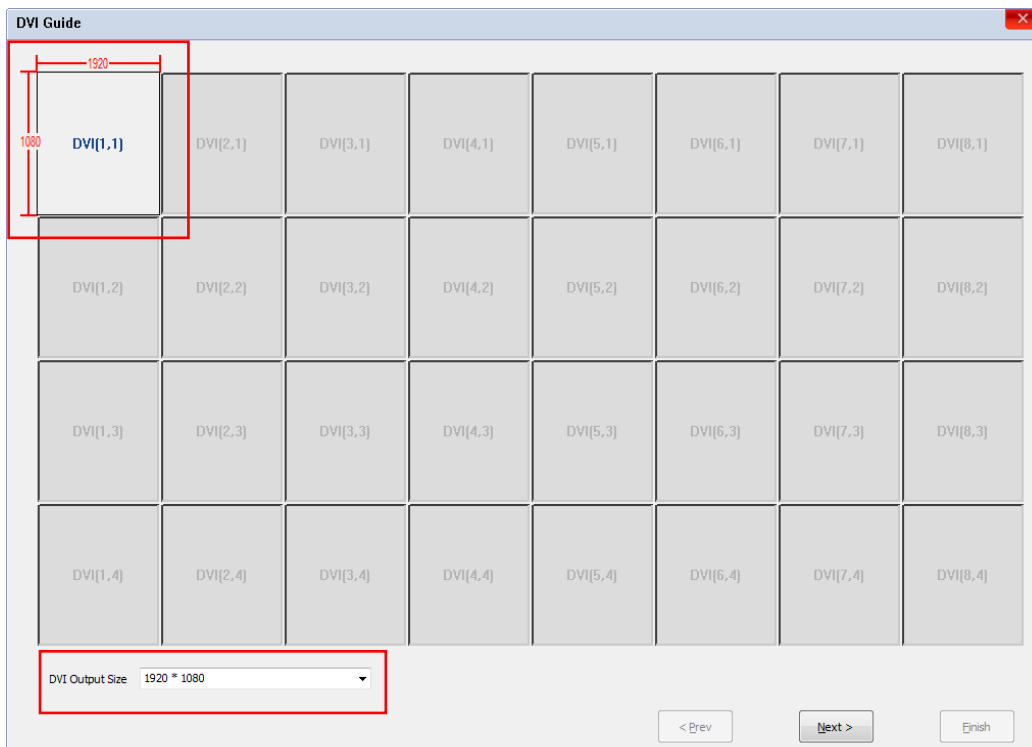 DVI Guide
1920
1080
DVI(1,1) DVI(2,1) DVI(3,1) DVI(4,1) DVI(5,1) DVI(6,1) DVI(7,1) DVI(8,1)
DVI(1,2) DVI(2,2) DVI(3,2) DVI(4,2) DVI(5,2) DVI(6,2) DVI(7,2) DVI(8,2)
DVI(1,3) DVI(2,3) DVI(3,3) DVI(4,3) DVI(5,3) DVI(6,3) DVI(7,3) DVI(8,3)
DVI(1,4) DVI(2,4) DVI(3,4) DVI(4,4) DVI(5,4) DVI(6,4) DVI(7,4) DVI(8,4)
DVI Output Size 1920 * 1080
< Prev Next > Finish